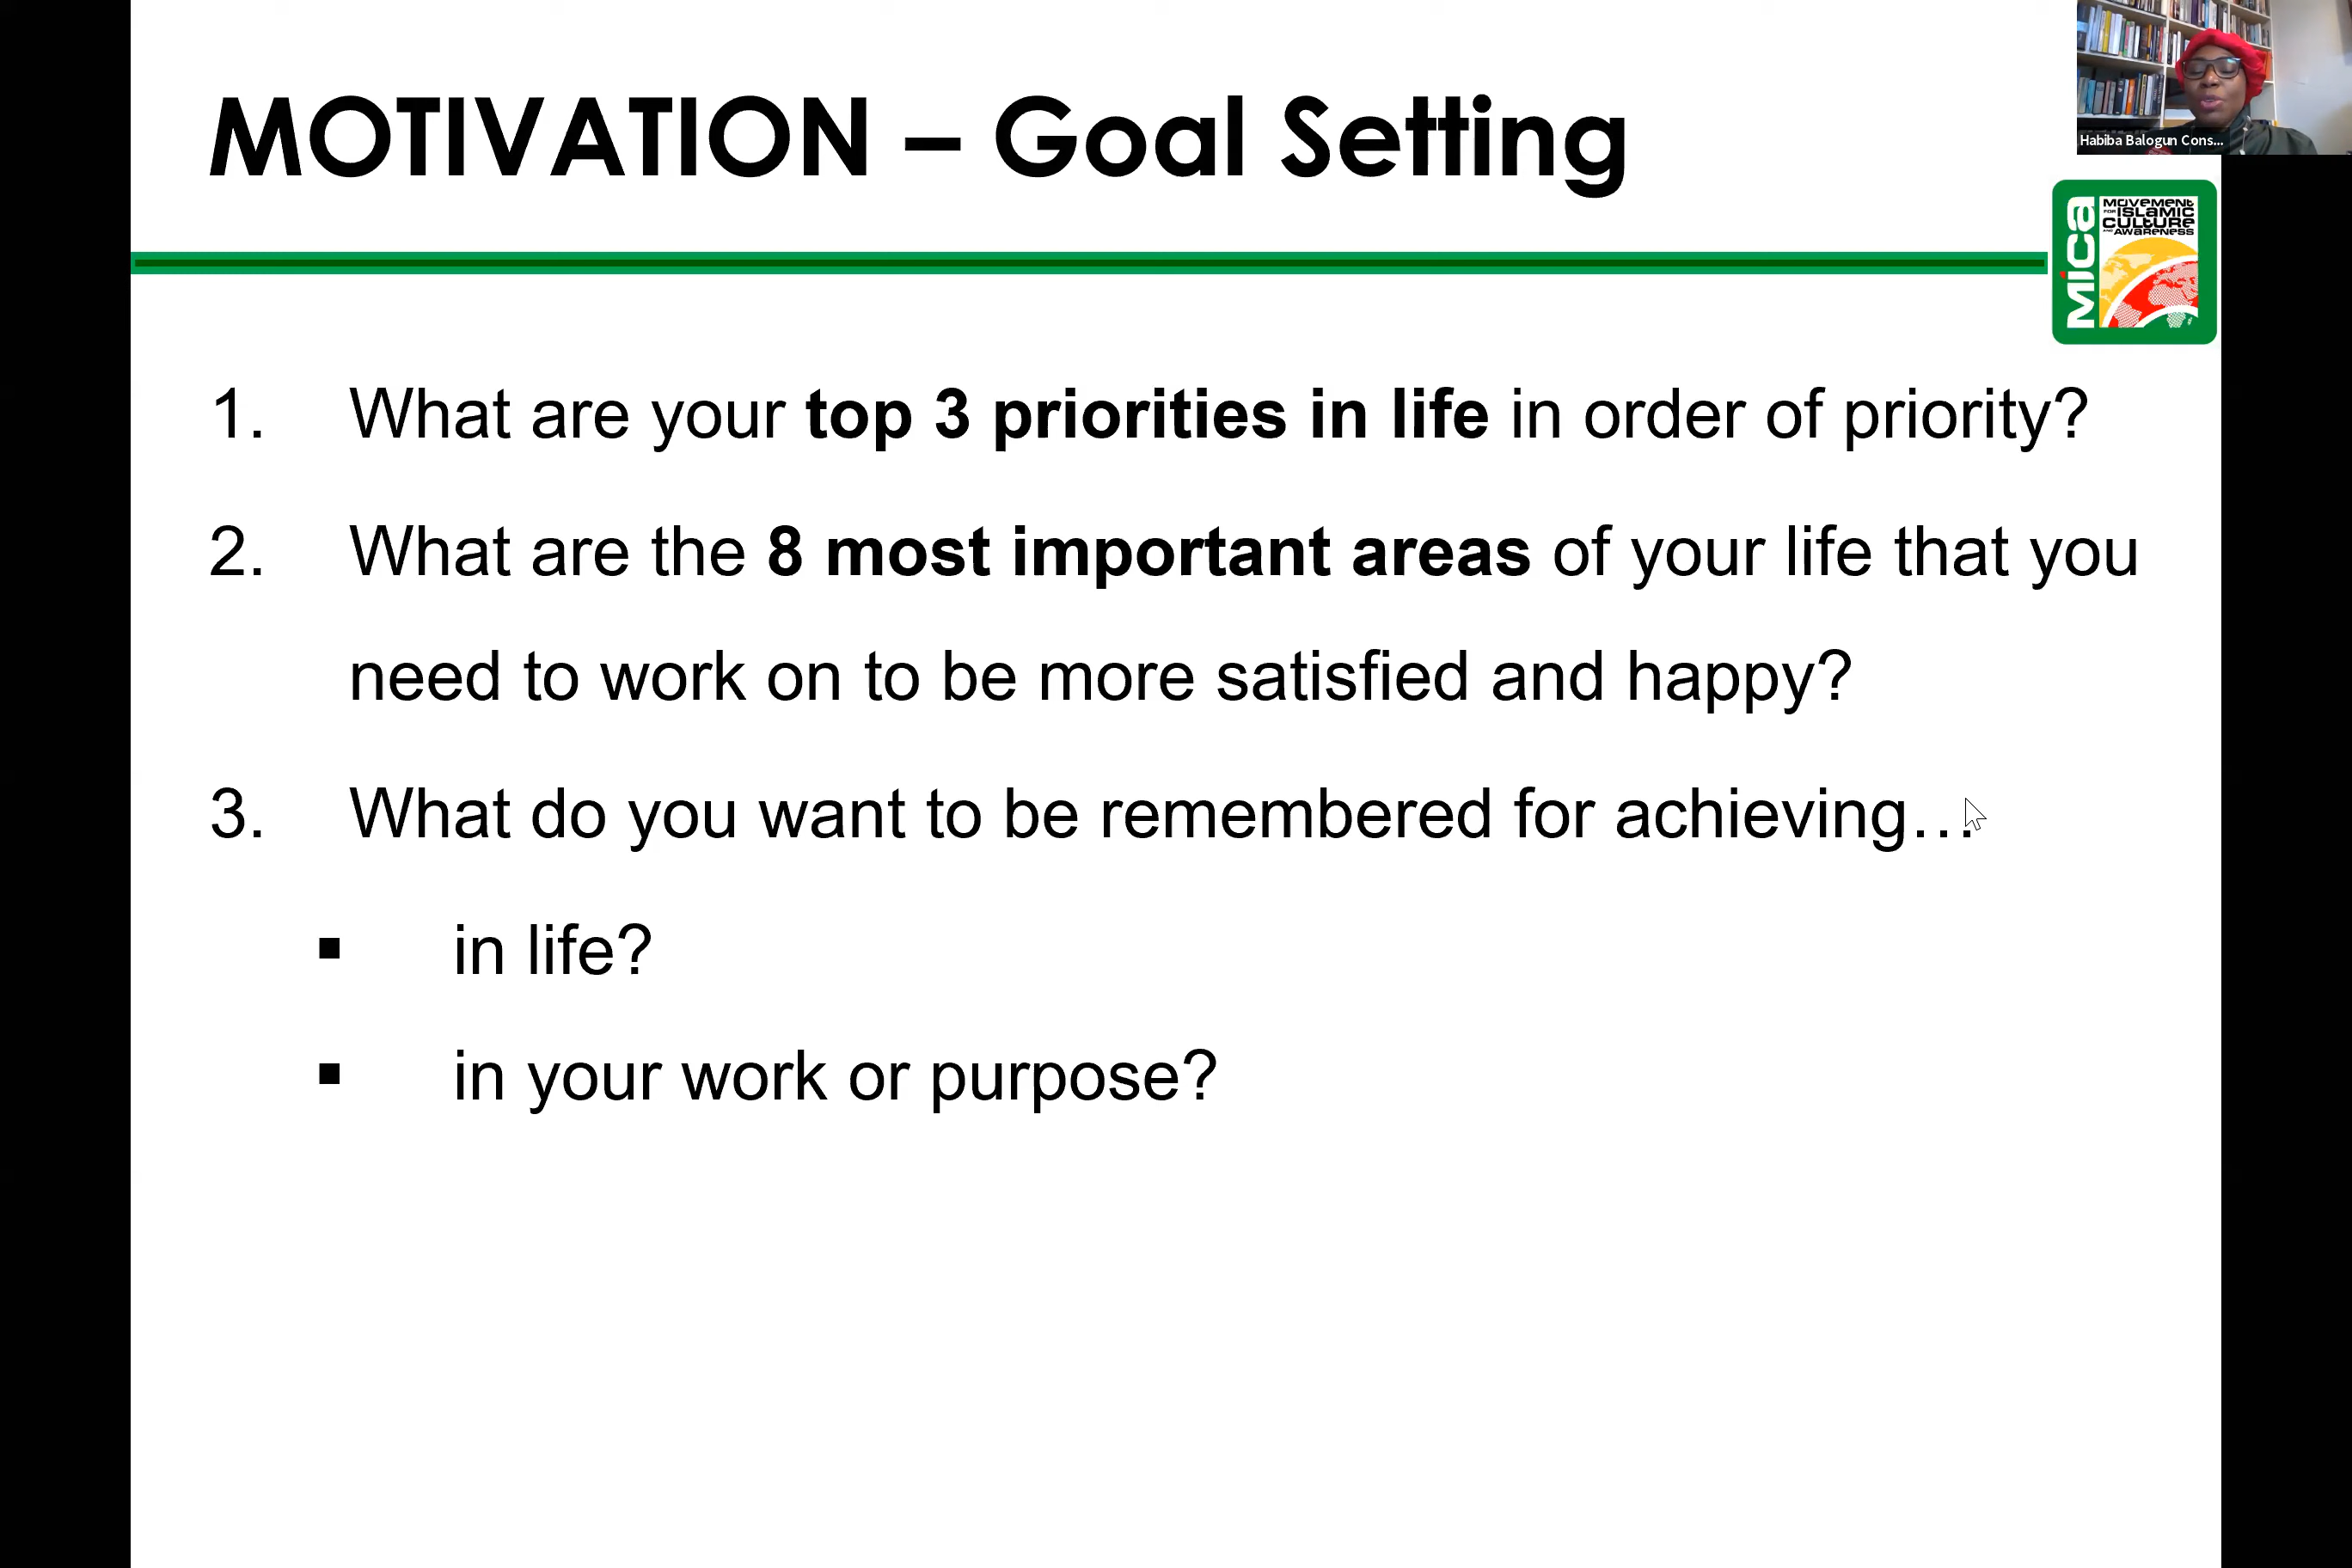 MOTIVATION – Goal Setting
Habiba Balogun Cons...
mica
MOVEMENT
FOR ISLAMIC
CULTURE
AND AWARENESS
1. What are your top 3 priorities in life in order of priority?
2. What are the 8 most important areas of your life that you
need to work on to be more satisfied and happy?
3. What do you want to be remembered for achieving…
▪ in life?
▪ in your work or purpose?